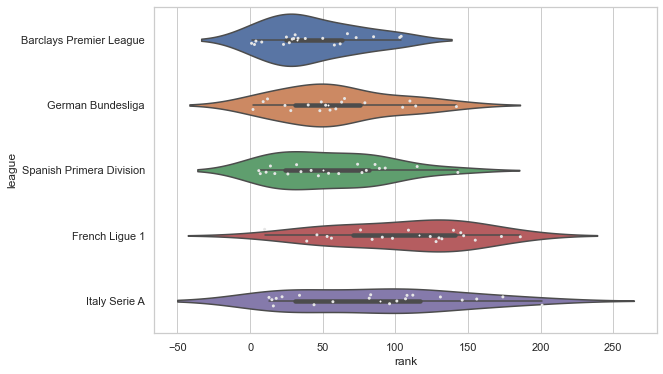 Barclays Premier League
German Bundesliga
Spanish Primera Division
French Ligue 1
Italy Serie A
league
−50 0 50 100 150 200 250
rank